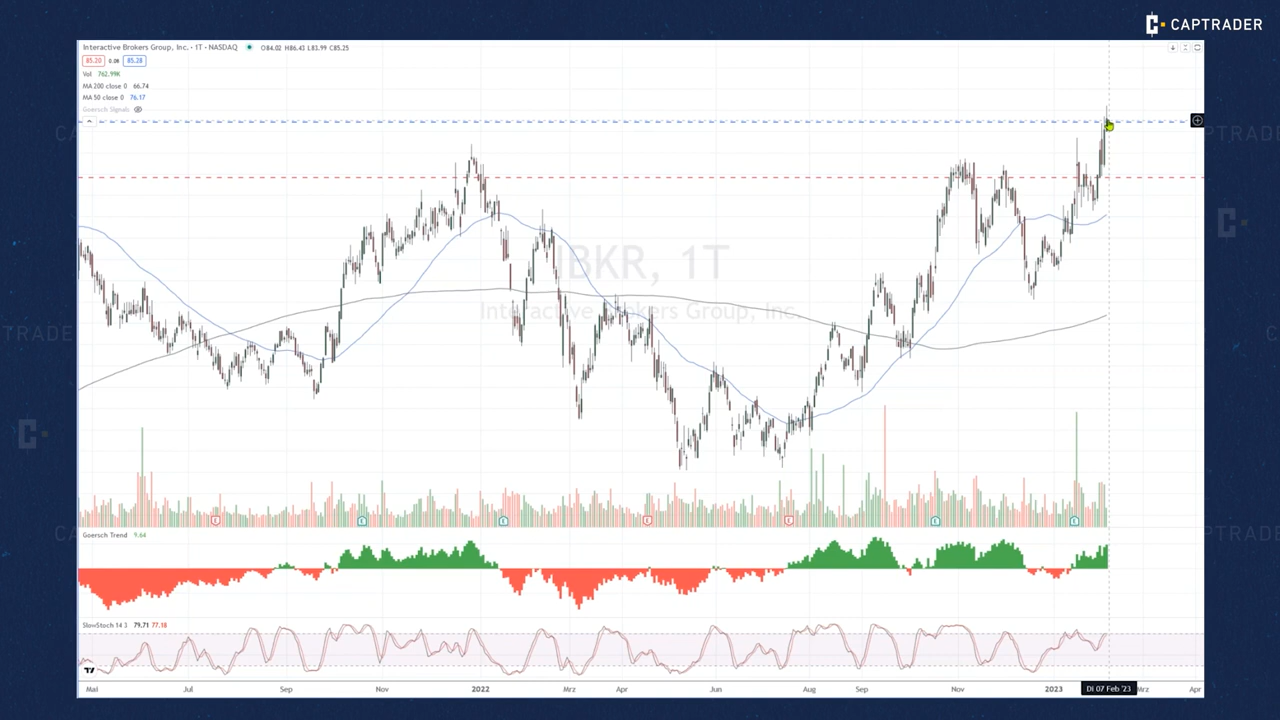 CAPTRADER
Interactive Brokers Group, Inc. · 1T · NASDAQ O84.02 H86.43 L83.99 C85.25
85.20 0.08 85.28
Vol 762.99K
MA 200 close 0 66.74
MA 50 close 0 76.17
Goersch Signals
IBKR, 1T
Interactive Brokers Group, Inc.
Goersch Trend 9.64
SlowStoch 14 3 79.71 77.18
Mai Jul Sep Nov 2022 Mrz Apr Jun Aug Sep Nov 2023 DI 07 Feb '23 Mrz Apr